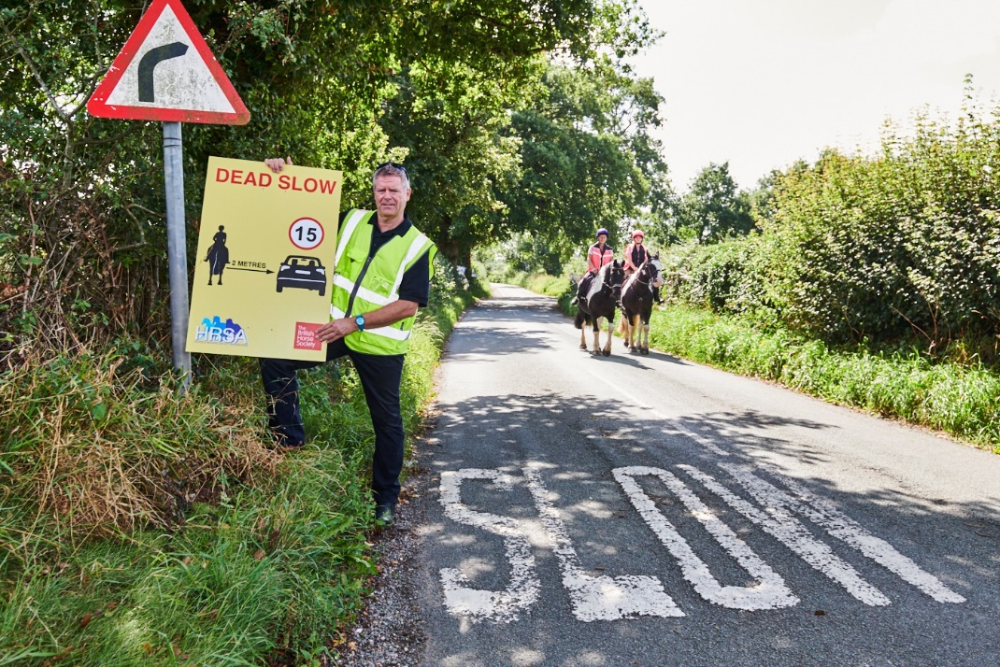 DEAD SLOW
15
2 METRES
HRSA
The
British
Horse
Society
SLOW